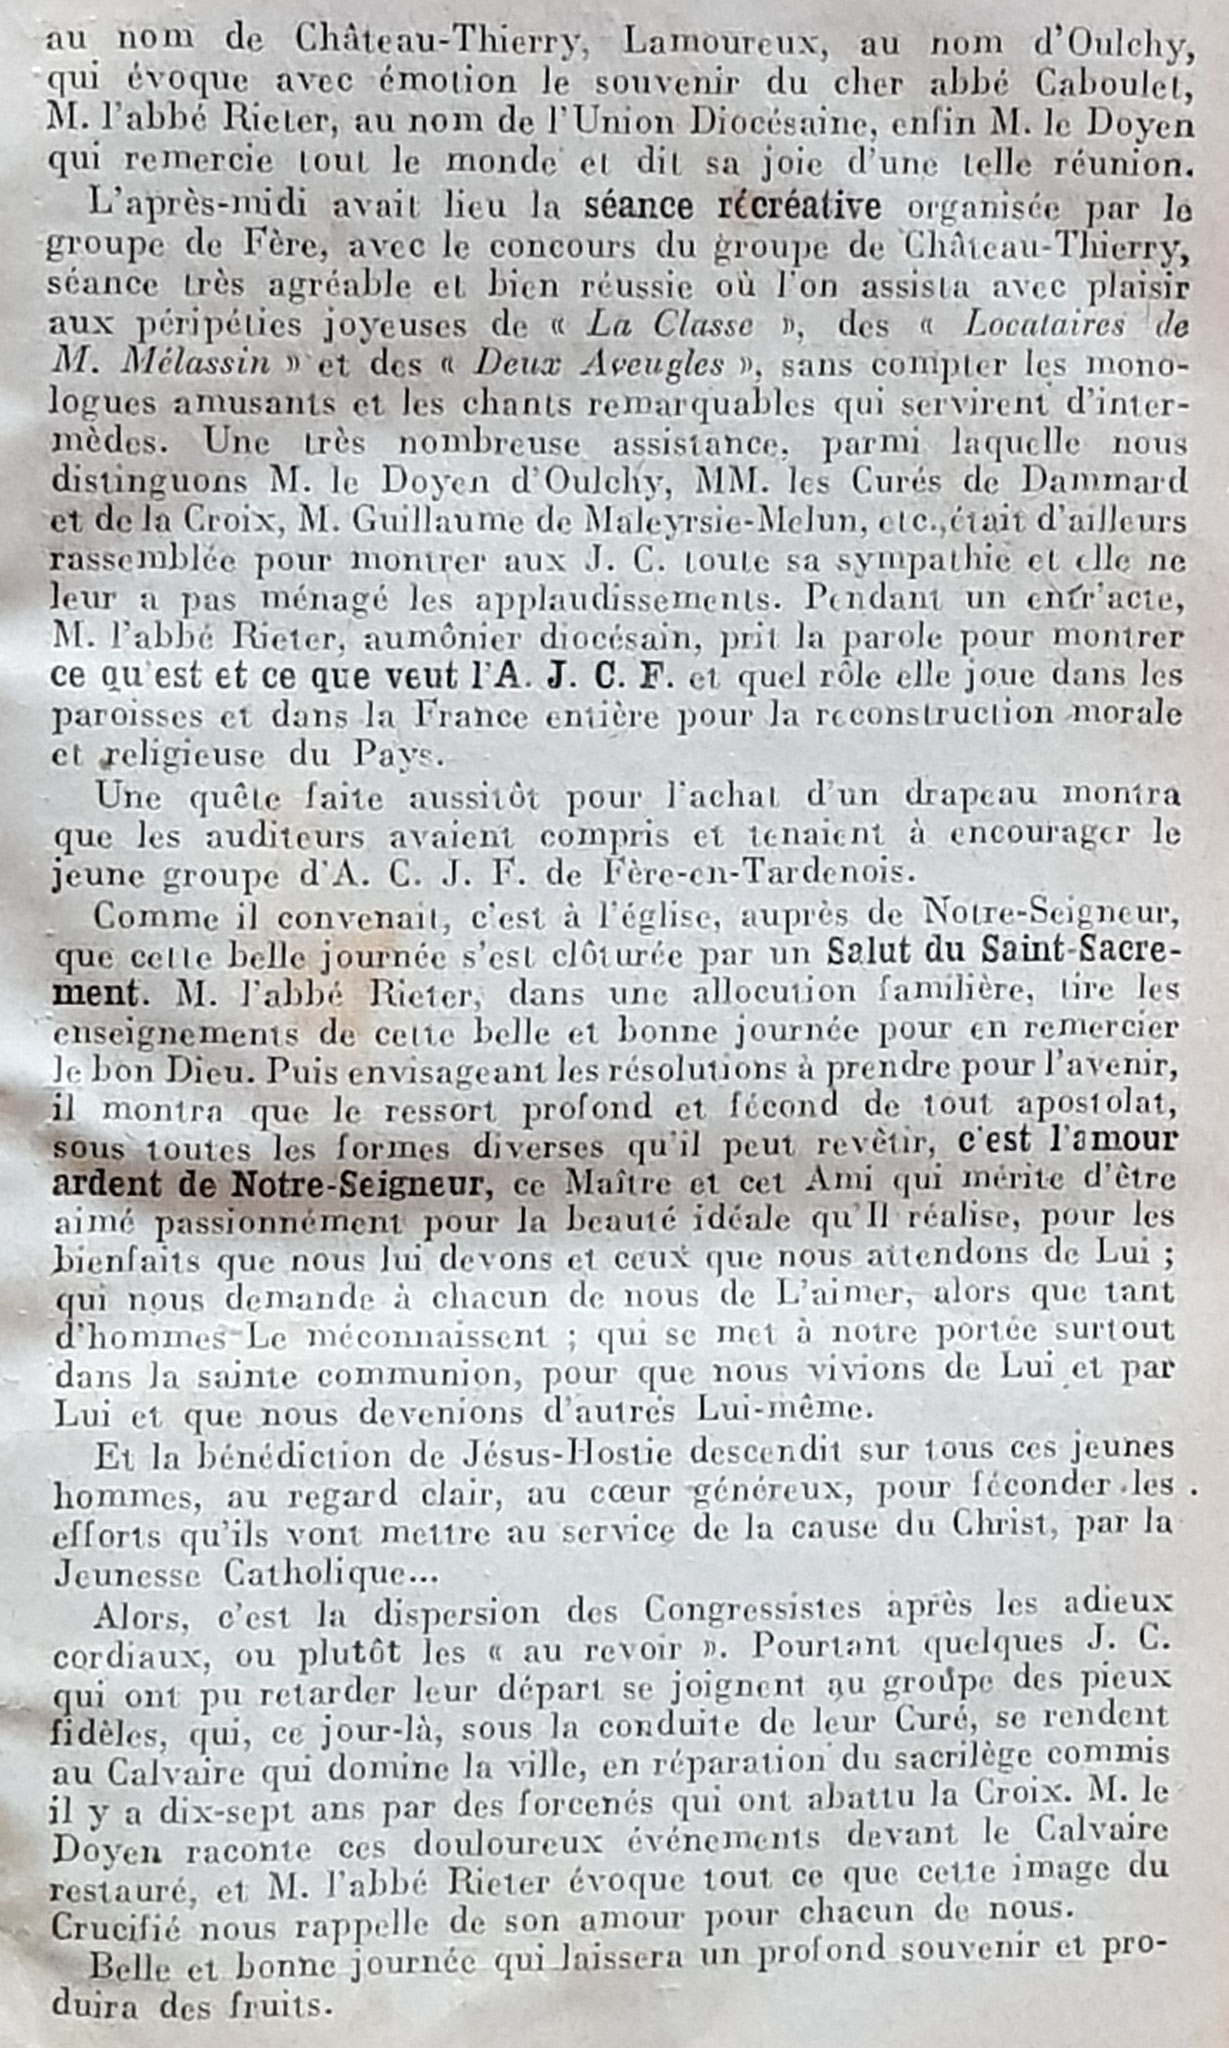 au nom de Château-Thierry, Lamoureux, au nom d'Oulchy,
qui évoque avec émotion le souvenir du cher abbé Caboulet,
M. l'abbé Rieter, au nom de l'Union Diocésaine, enfin M. le Doyen
qui remercie tout le monde et dit sa joie d'une telle réunion.
L'après-midi avait lieu la séance récréative organisée par le
groupe de Fère, avec le concours du groupe de Château-Thierry,
séance très agréable et bien réussie où l'on assista avec plaisir
aux péripéties joyeuses de « La Classe », des « Locataires de
M. Mélassin » et des « Deux Aveugles », sans compter les mono-
logues amusants et les chants remarquables qui servirent d'inter-
mèdes. Une très nombreuse assistance, parmi laquelle nous
distinguons M. le Doyen d'Oulchy, MM. les Curés de Dammard
et de la Croix, M. Guillaume de Maleyrsie-Melun, etc., était d'ailleurs
rassemblée pour montrer aux J. C. toute sa sympathie et elle ne
leur a pas ménagé les applaudissements. Pendant un entr'acte,
M. l'abbé Rieter, aumônier diocésain, prit la parole pour montrer
ce qu'est et ce que veut l'A. J. C. F. et quel rôle elle joue dans les
paroisses et dans la France entière pour la reconstruction morale
et religieuse du Pays.
Une quête faite aussitôt pour l'achat d'un drapeau montra
que les auditeurs avaient compris et tenaient à encourager le
jeune groupe d'A. C. J. F. de Fère-en-Tardenois.
Comme il convenait, c'est à l'église, auprès de Notre-Seigneur,
que cette belle journée s'est clôturée par un Salut du Saint-Sacre-
ment. M. l'abbé Rieter, dans une allocution familière, tire les
enseignements de cette belle et bonne journée pour en remercier
le bon Dieu. Puis envisageant les résolutions à prendre pour l'avenir,
il montra que le ressort profond et fécond de tout apostolat,
sous toutes les formes diverses qu'il peut revêtir, c'est l'amour
ardent de Notre-Seigneur, ce Maître et cet Ami qui mérite d'être
aimé passionnément pour la beauté idéale qu'Il réalise, pour les
bienfaits que nous lui devons et ceux que nous attendons de Lui ;
qui nous demande à chacun de nous de L'aimer, alors que tant
d'hommes Le méconnaissent ; qui se met à notre portée surtout
dans la sainte communion, pour que nous vivions de Lui et par
Lui et que nous devenions d'autres Lui-même.
Et la bénédiction de Jésus-Hostie descendit sur tous ces jeunes
hommes, au regard clair, au cœur généreux, pour féconder les
efforts qu'ils vont mettre au service de la cause du Christ, par la
Jeunesse Catholique...
Alors, c'est la dispersion des Congressistes après les adieux
cordiaux, ou plutôt les « au revoir ». Pourtant quelques J. C.
qui ont pu retarder leur départ se joignent au groupe des pieux
fidèles, qui, ce jour-là, sous la conduite de leur Curé, se rendent
au Calvaire qui domine la ville, en réparation du sacrilège commis
il y a dix-sept ans par des forcenés qui ont abattu la Croix. M. le
Doyen raconte ces douloureux événements devant le Calvaire
restauré, et M. l'abbé Rieter évoque tout ce que cette image du
Crucifié nous rappelle de son amour pour chacun de nous.
Belle et bonne journée qui laissera un profond souvenir et pro-
duira des fruits.